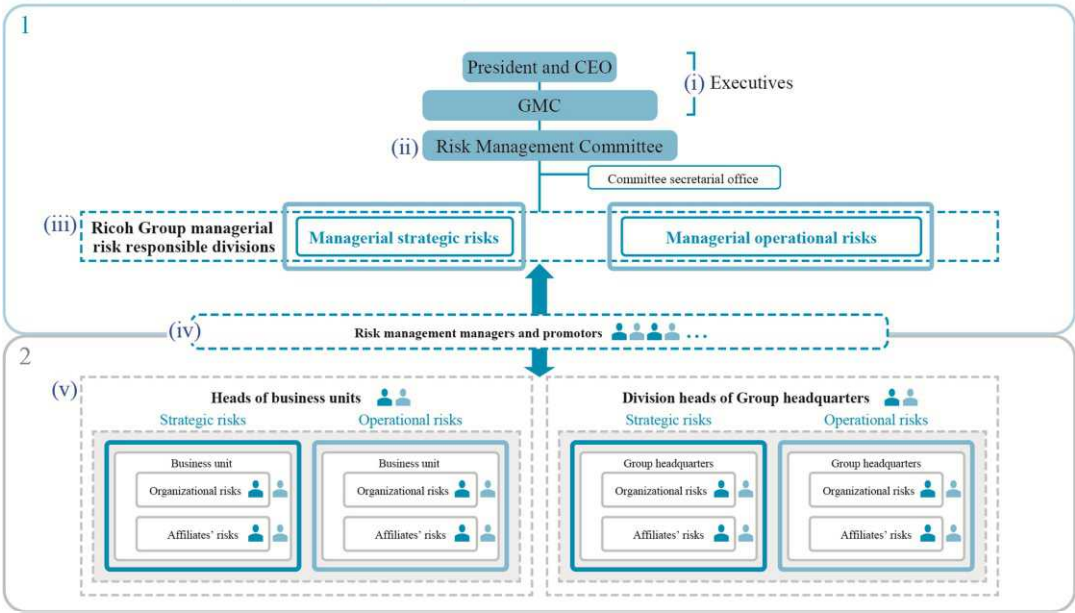 1
President and CEO
(i) Executives
GMC
(ii) Risk Management Committee
Committee secretarial office
(iii) Ricoh Group managerial
risk responsible divisions
Managerial strategic risks
Managerial operational risks
(iv) Risk management managers and promotors ...
2
(v)
Heads of business units
Strategic risks
Operational risks
Business unit
Organizational risks
Affiliates’ risks
Business unit
Organizational risks
Affiliates’ risks
Division heads of Group headquarters
Strategic risks
Operational risks
Group headquarters
Organizational risks
Affiliates’ risks
Group headquarters
Organizational risks
Affiliates’ risks